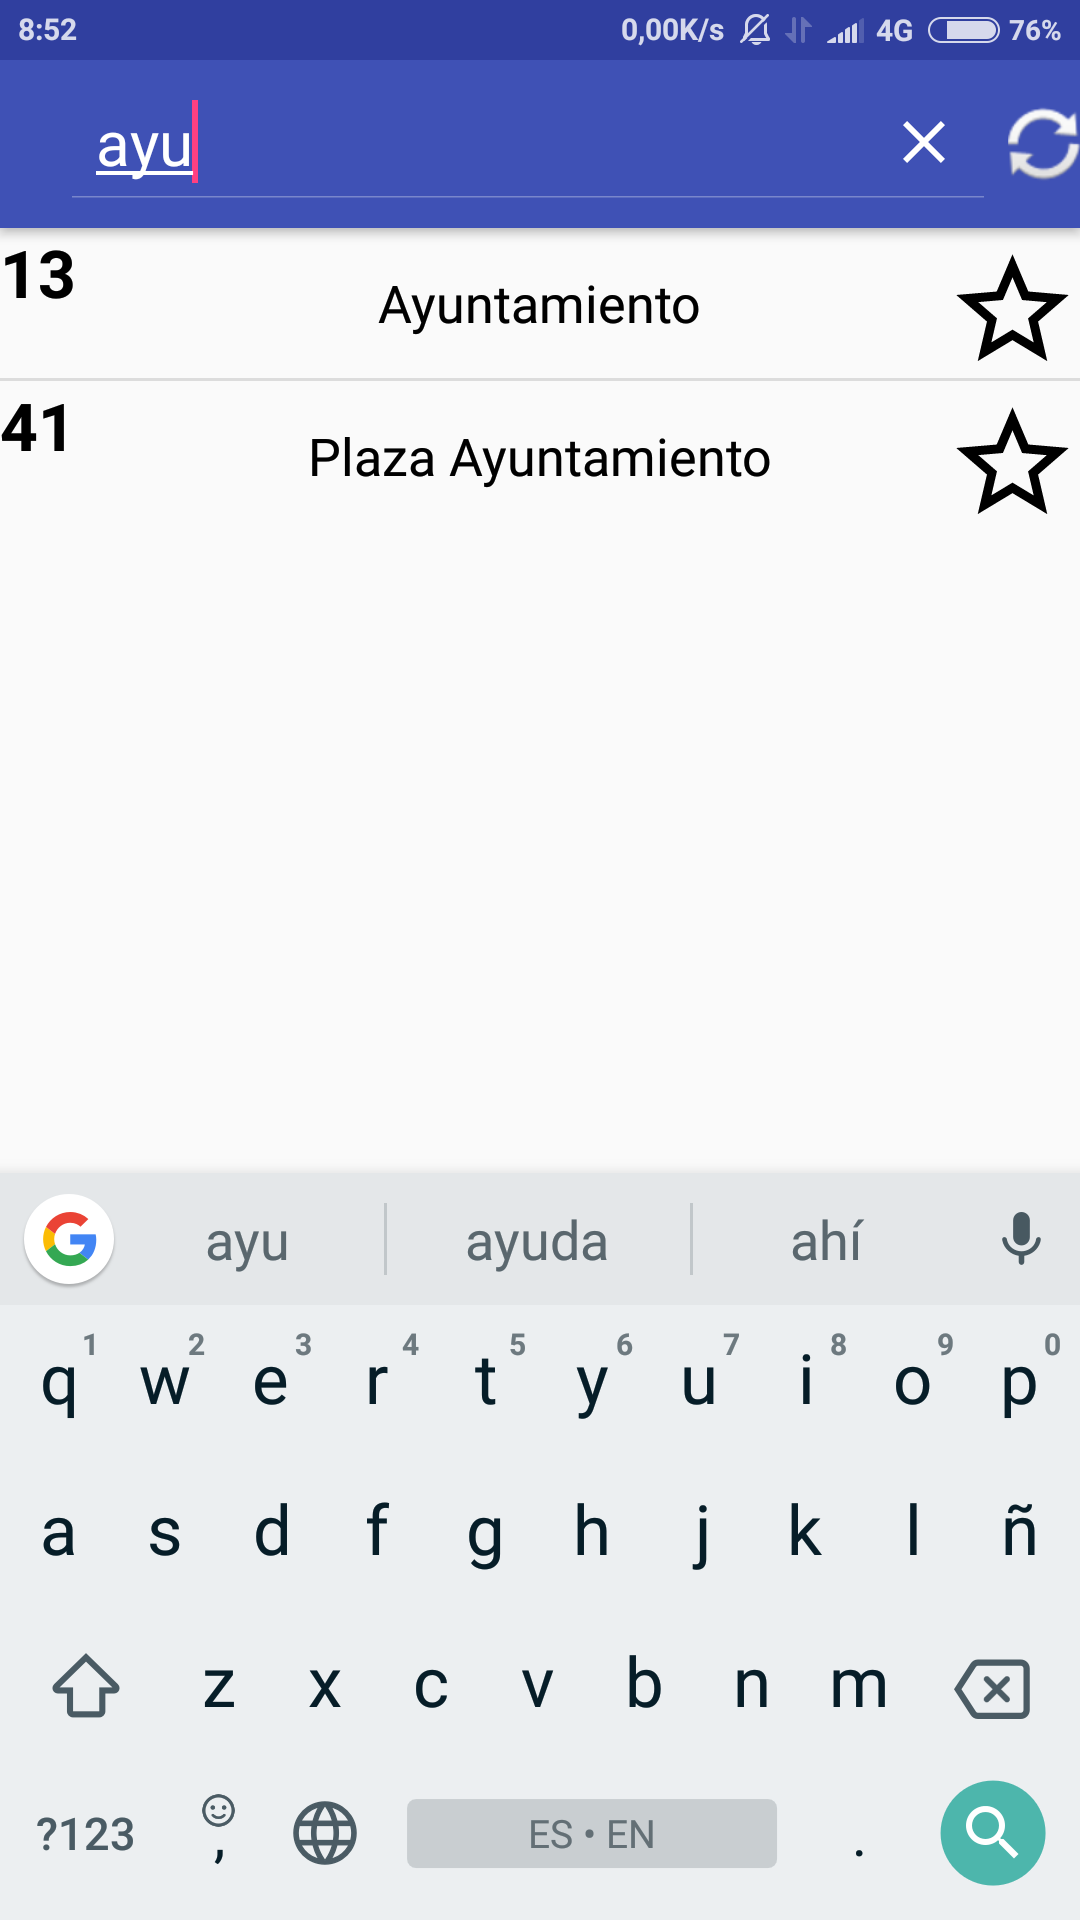 8:52 0,00K/s 4G 76%
ayu
13 Ayuntamiento
41 Plaza Ayuntamiento
ayu ayuda ahí
1 2 3 4 5 6 7 8 9 0
q w e r t y u i o p
a s d f g h j k l ñ
z x c v b n m
?123 , ES • EN .